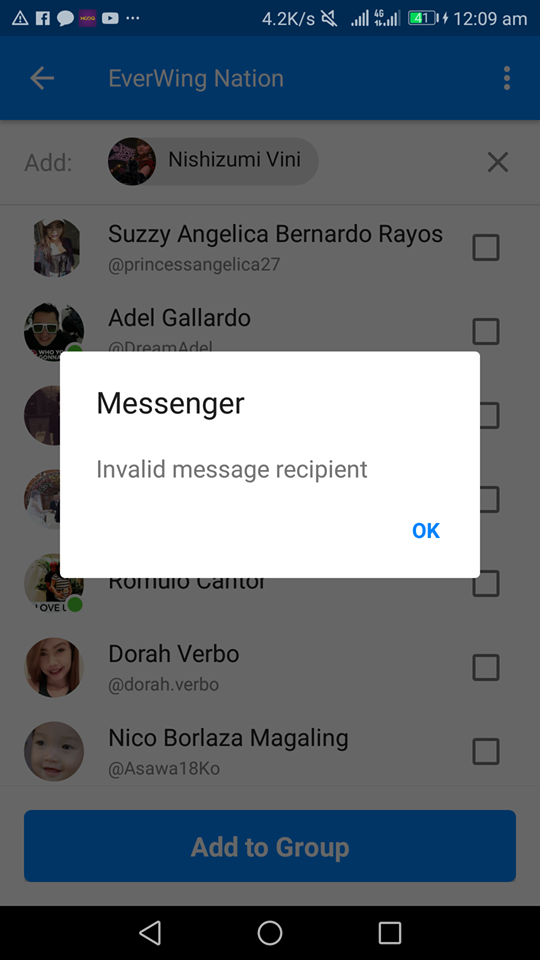 4.2K/s 4G 41 12:09 am
EverWing Nation
Add: Nishizumi Vini
Suzzy Angelica Bernardo Rayos
@princessangelica27
Adel Gallardo
@DreamAdel
Messenger
Invalid message recipient
OK
Romulo Cantor
Dorah Verbo
@dorah.verbo
Nico Borlaza Magaling
@Asawa18Ko
Add to Group